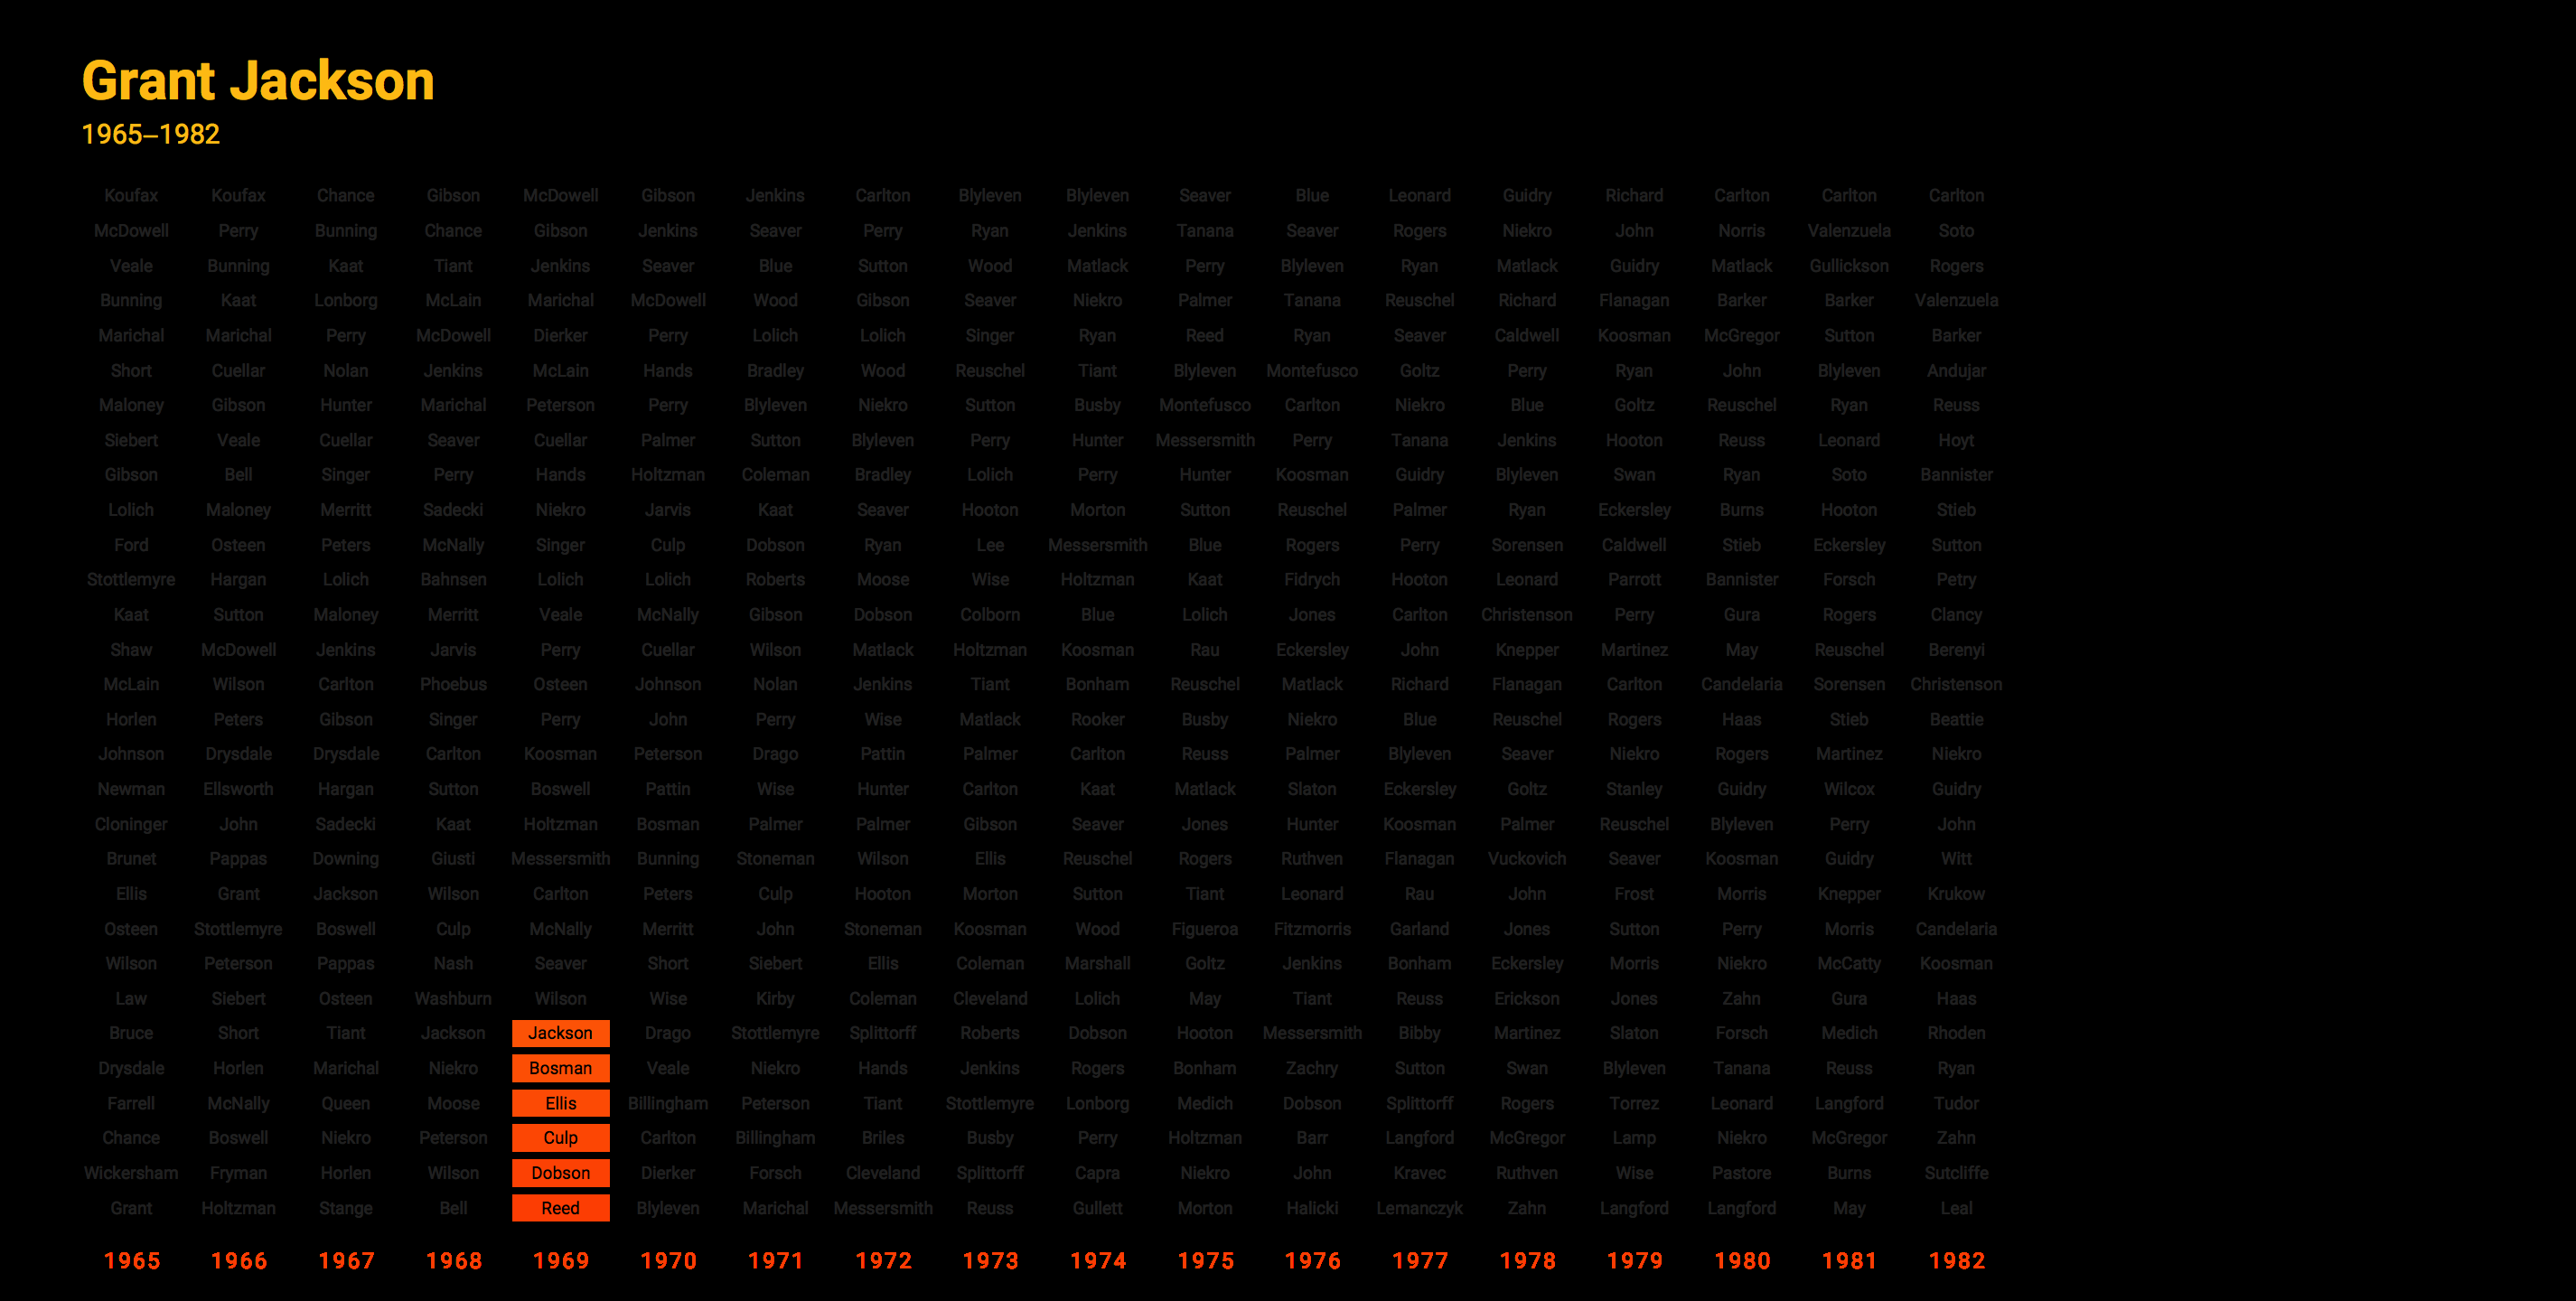 Grant Jackson
1965–1982
Koufax Koufax Chance Gibson McDowell Gibson Jenkins Carlton Blyleven Blyleven Seaver Blue Leonard Guidry Richard Carlton Carlton Carlton
McDowell Perry Bunning Chance Gibson Jenkins Seaver Perry Ryan Jenkins Tanana Seaver Rogers Niekro John Norris Valenzuela Soto
Veale Bunning Kaat Tiant Jenkins Seaver Blue Sutton Wood Matlack Perry Blyleven Ryan Matlack Guidry Matlack Gullickson Rogers
Bunning Kaat Lonborg McLain Marichal McDowell Wood Gibson Seaver Niekro Palmer Tanana Reuschel Richard Flanagan Barker Barker Valenzuela
Marichal Marichal Perry McDowell Dierker Perry Lolich Lolich Singer Ryan Reed Ryan Seaver Caldwell Koosman McGregor Sutton Barker
Short Cuellar Nolan Jenkins McLain Hands Bradley Wood Reuschel Tiant Blyleven Montefusco Goltz Perry Ryan John Blyleven Andujar
Maloney Gibson Hunter Marichal Peterson Perry Blyleven Niekro Sutton Busby Montefusco Carlton Niekro Blue Goltz Reuschel Ryan Reuss
Siebert Veale Cuellar Seaver Cuellar Palmer Sutton Blyleven Perry Hunter Messersmith Perry Tanana Jenkins Hooton Reuss Leonard Hoyt
Gibson Bell Singer Perry Hands Holtzman Coleman Bradley Lolich Perry Hunter Koosman Guidry Blyleven Swan Ryan Soto Bannister
Lolich Maloney Merritt Sadecki Niekro Jarvis Kaat Seaver Hooton Morton Sutton Reuschel Palmer Ryan Eckersley Burns Hooton Stieb
Ford Osteen Peters McNally Singer Culp Dobson Ryan Lee Messersmith Blue Rogers Perry Sorensen Caldwell Stieb Eckersley Sutton
Stottlemyre Hargan Lolich Bahnsen Lolich Lolich Roberts Moose Wise Holtzman Kaat Fidrych Hooton Leonard Parrott Bannister Forsch Petry
Kaat Sutton Maloney Merritt Veale McNally Gibson Dobson Colborn Blue Lolich Jones Carlton Christenson Perry Gura Rogers Clancy
Shaw McDowell Jenkins Jarvis Perry Cuellar Wilson Matlack Holtzman Koosman Rau Eckersley John Knepper Martinez May Reuschel Berenyi
McLain Wilson Carlton Phoebus Osteen Johnson Nolan Jenkins Tiant Bonham Reuschel Matlack Richard Flanagan Carlton Candelaria Sorensen Christenson
Horlen Peters Gibson Singer Perry John Perry Wise Matlack Rooker Busby Niekro Blue Reuschel Rogers Haas Stieb Beattie
Johnson Drysdale Drysdale Carlton Koosman Peterson Drago Pattin Palmer Carlton Reuss Palmer Blyleven Seaver Niekro Rogers Martinez Niekro
Newman Ellsworth Hargan Sutton Boswell Pattin Wise Hunter Carlton Kaat Matlack Slaton Eckersley Goltz Stanley Guidry Wilcox Guidry
Cloninger John Sadecki Kaat Holtzman Bosman Palmer Palmer Gibson Seaver Jones Hunter Koosman Palmer Reuschel Blyleven Perry John
Brunet Pappas Downing Giusti Messersmith Bunning Stoneman Wilson Ellis Reuschel Rogers Ruthven Flanagan Vuckovich Seaver Koosman Guidry Witt
Ellis Grant Jackson Wilson Carlton Peters Culp Hooton Morton Sutton Tiant Leonard Rau John Frost Morris Knepper Krukow
Osteen Stottlemyre Boswell Culp McNally Merritt John Stoneman Koosman Wood Figueroa Fitzmorris Garland Jones Sutton Perry Morris Candelaria
Wilson Peterson Pappas Nash Seaver Short Siebert Ellis Coleman Marshall Goltz Jenkins Bonham Eckersley Morris Niekro McCatty Koosman
Law Siebert Osteen Washburn Wilson Wise Kirby Coleman Cleveland Lolich May Tiant Reuss Erickson Jones Zahn Gura Haas
Bruce Short Tiant Jackson Jackson Drago Stottlemyre Splittorff Roberts Dobson Hooton Messersmith Bibby Martinez Slaton Forsch Medich Rhoden
Drysdale Horlen Marichal Niekro Bosman Veale Niekro Hands Jenkins Rogers Bonham Zachry Sutton Swan Blyleven Tanana Reuss Ryan
Farrell McNally Queen Moose Ellis Billingham Peterson Tiant Stottlemyre Lonborg Medich Dobson Splittorff Rogers Torrez Leonard Langford Tudor
Chance Boswell Niekro Peterson Culp Carlton Billingham Briles Busby Perry Holtzman Barr Langford McGregor Lamp Niekro McGregor Zahn
Wickersham Fryman Horlen Wilson Dobson Dierker Forsch Cleveland Splittorff Capra Niekro John Kravec Ruthven Wise Pastore Burns Sutcliffe
Grant Holtzman Stange Bell Reed Blyleven Marichal Messersmith Reuss Gullett Morton Halicki Lemanczyk Zahn Langford Langford May Leal
1965 1966 1967 1968 1969 1970 1971 1972 1973 1974 1975 1976 1977 1978 1979 1980 1981 1982